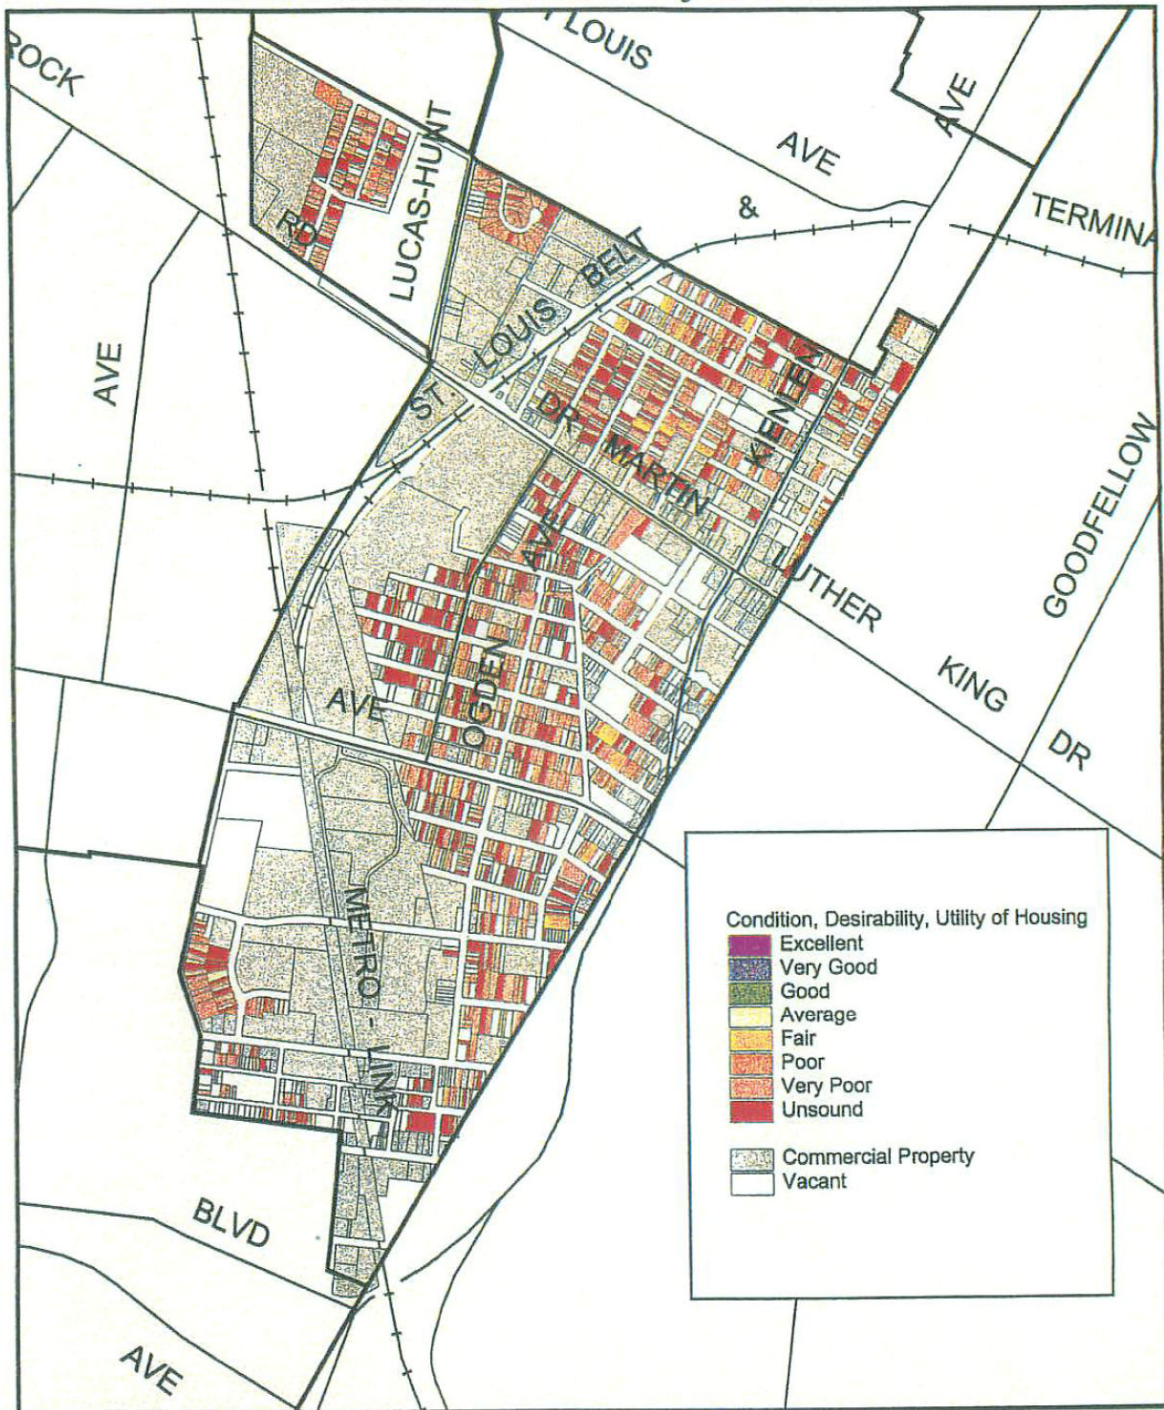 LOUIS
ROCK
AVE
AVE
LUCAS-HUNT
&
TERMINA
RD
BELT
LOUIS
ST.
AVE
KIENLEN
DR
MARTIN
GOODFELLOW
AVE
LUTHER
OGDEN
AVE
KING
DR
METRO - LINK
Condition, Desirability, Utility of Housing
Excellent
Very Good
Good
Average
Fair
Poor
Very Poor
Unsound
Commercial Property
Vacant
BLVD
AVE